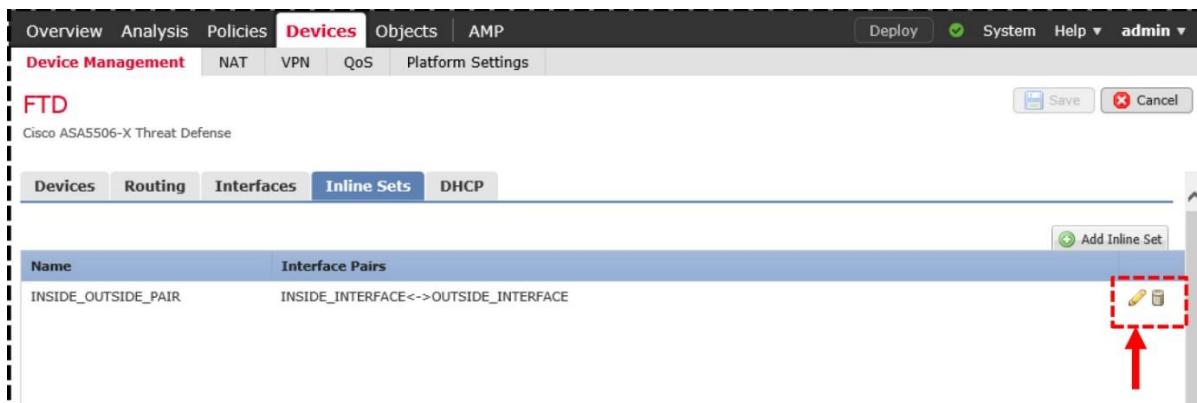 Overview Analysis Policies Devices Objects AMP Deploy System Help admin
Device Management NAT VPN QoS Platform Settings
FTD Save Cancel
Cisco ASA5506-X Threat Defense
Devices Routing Interfaces Inline Sets DHCP
Add Inline Set
Name Interface Pairs
INSIDE_OUTSIDE_PAIR INSIDE_INTERFACE<->OUTSIDE_INTERFACE